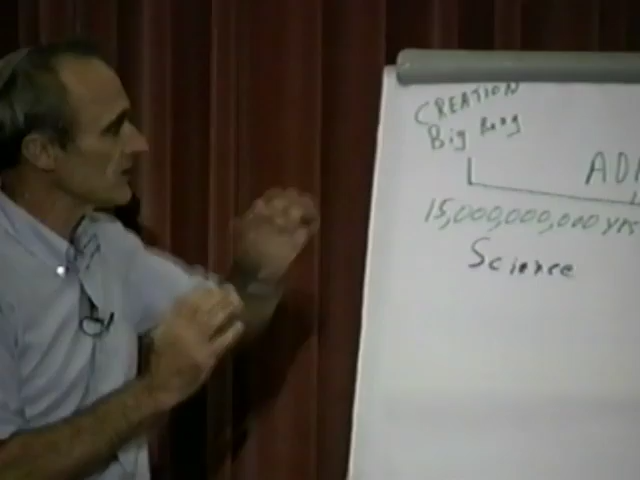 CREATION
Big Bang
ADA
15,000,000,000 yrs
Science